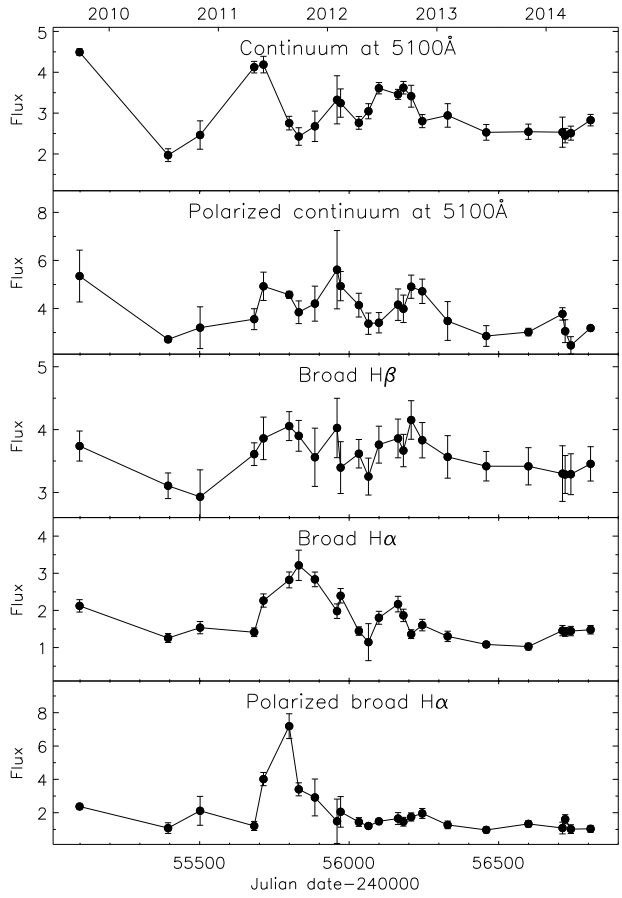 2010 2011 2012 2013 2014
Continuum at 5100Å
5
4
3
2
Flux
Polarized continuum at 5100Å
8
6
4
Flux
Broad Hβ
5
4
3
Flux
Broad Hα
4
3
2
1
Flux
Polarized broad Hα
8
6
4
2
Flux
55500 56000 56500
Julian date-240000